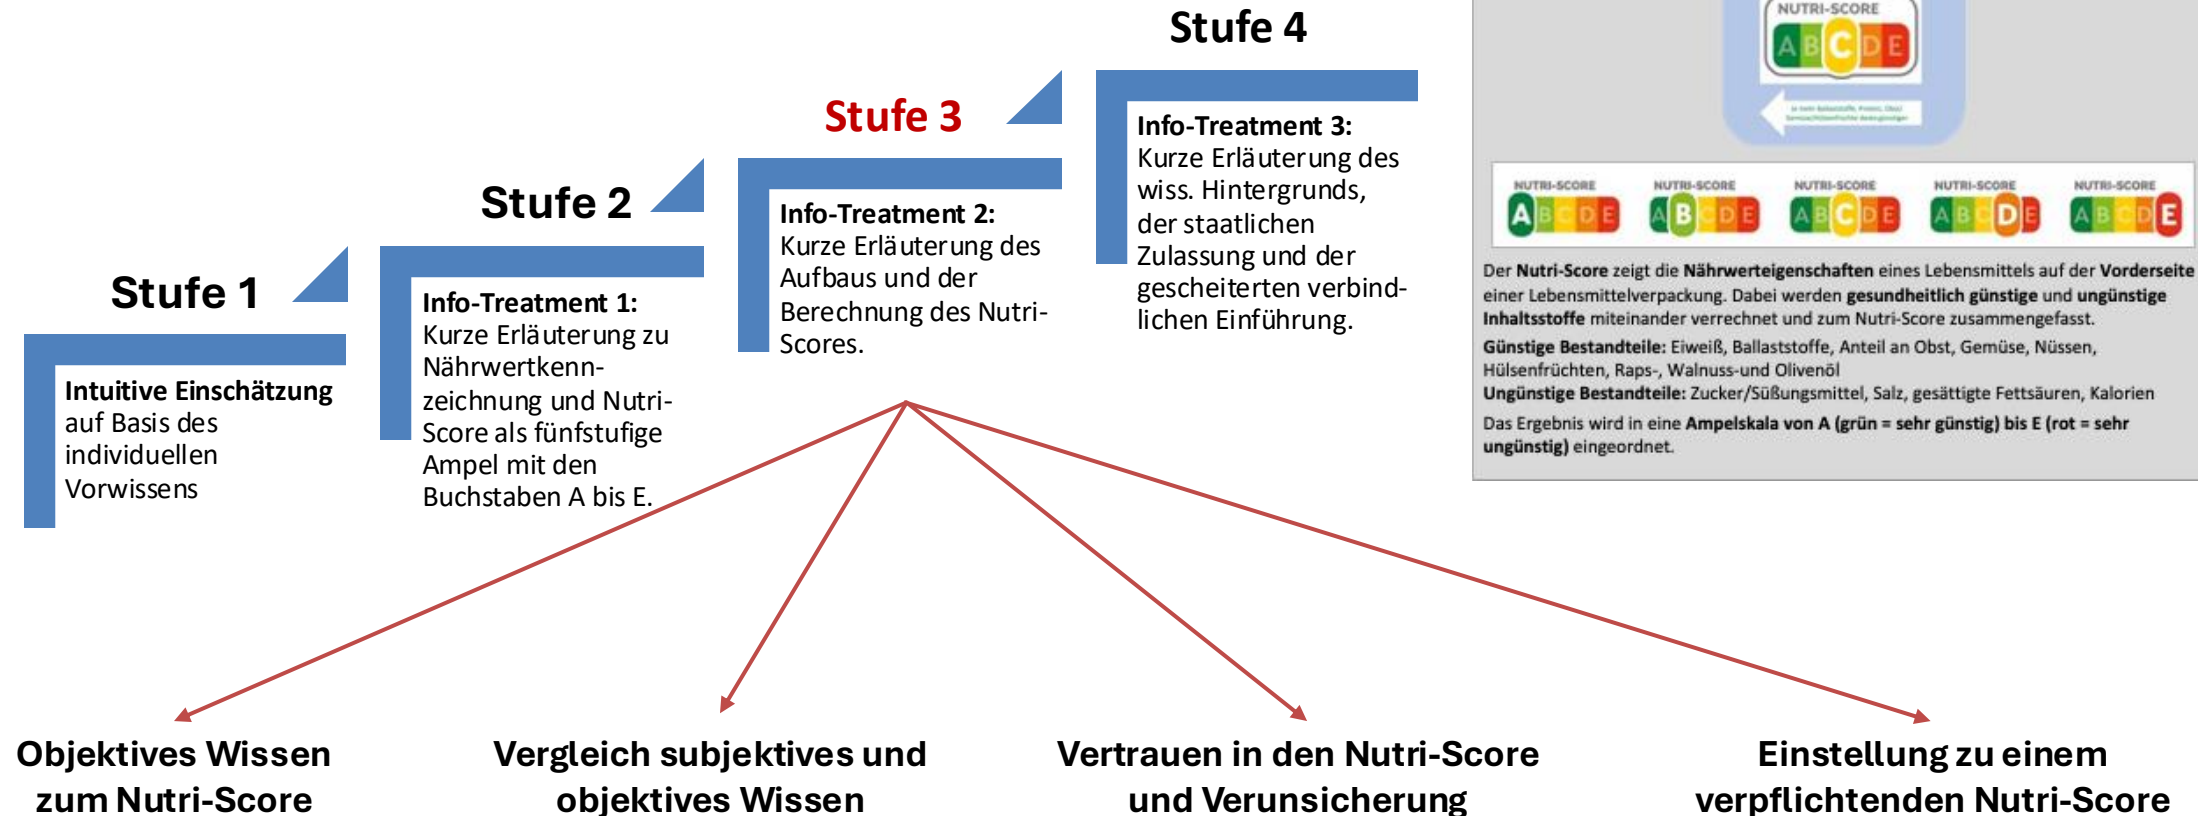 Stufe 1
Intuitive Einschätzung
auf Basis des
individuellen
Vorwissens
Stufe 2
Info-Treatment 1:
Kurze Erläuterung zu
Nährwertkenn-
zeichnung und Nutri-
Score als fünfstufige
Ampel mit den
Buchstaben A bis E.
Stufe 3
Info-Treatment 2:
Kurze Erläuterung des
Aufbaus und der
Berechnung des Nutri-
Scores.
Stufe 4
Info-Treatment 3:
Kurze Erläuterung des
wiss. Hintergrunds,
der staatlichen
Zulassung und der
gescheiterten verbind-
lichen Einführung.
NUTRI-SCORE
A B C D E
Je mehr Ballaststoffe, Protein, Obst/
NUTRI-SCORE NUTRI-SCORE NUTRI-SCORE NUTRI-SCORE NUTRI-SCORE
A B C D E A B C D E A B C D E A B C D E A B C D E
Der Nutri-Score zeigt die Nährwerteigenschaften eines Lebensmittels auf der Vorderseite
einer Lebensmittelverpackung. Dabei werden gesundheitlich günstige und ungünstige
Inhaltsstoffe miteinander verrechnet und zum Nutri-Score zusammengefasst.
Günstige Bestandteile: Eiweiß, Ballaststoffe, Anteil an Obst, Gemüse, Nüssen,
Hülsenfrüchten, Raps-, Walnuss-und Olivenöl
Ungünstige Bestandteile: Zucker/Süßungsmittel, Salz, gesättigte Fettsäuren, Kalorien
Das Ergebnis wird in eine Ampelskala von A (grün = sehr günstig) bis E (rot = sehr
ungünstig) eingeordnet.
Objektives Wissen
zum Nutri-Score
Vergleich subjektives und
objektives Wissen
Vertrauen in den Nutri-Score
und Verunsicherung
Einstellung zu einem
verpflichtenden Nutri-Score